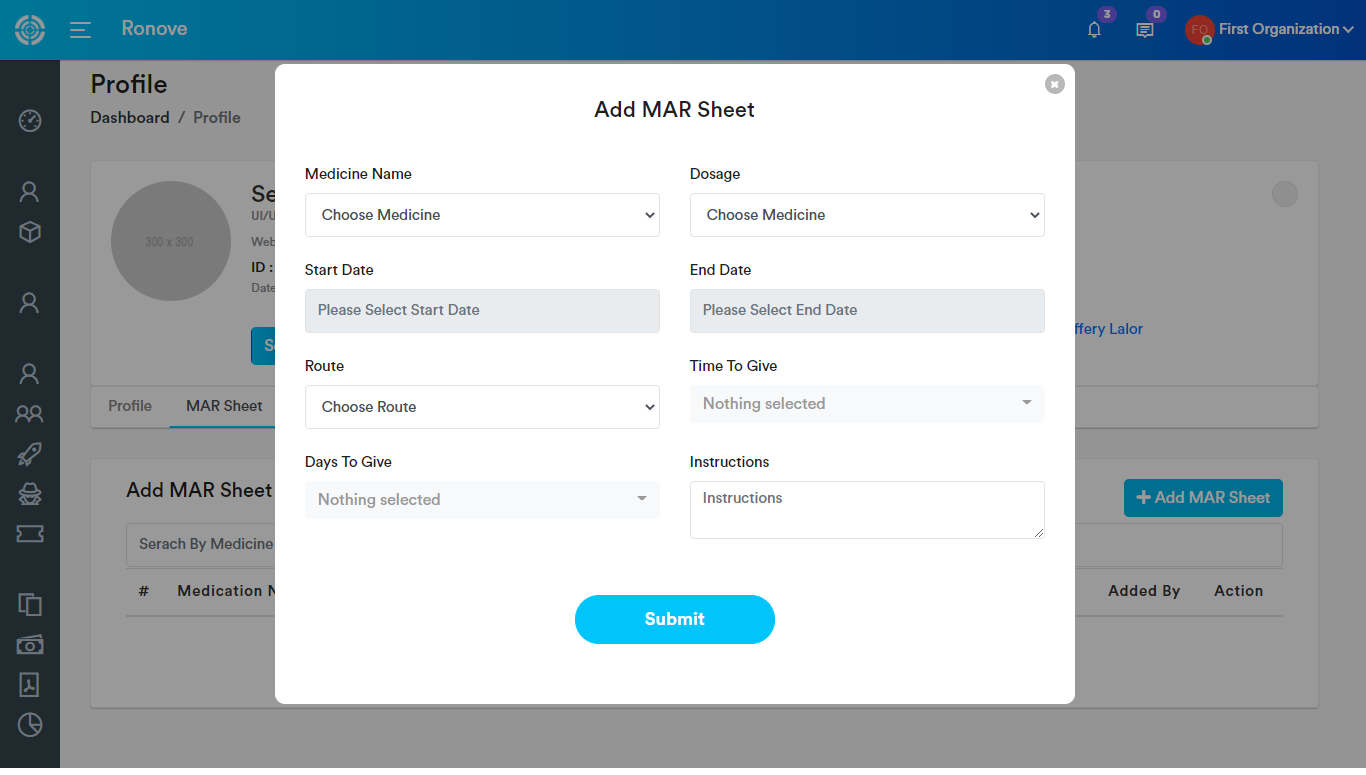 Ronove
3
0
FO
First Organization
Profile
Dashboard / Profile
Add MAR Sheet
Medicine Name
Dosage
Choose Medicine
Choose Medicine
Start Date
End Date
Please Select Start Date
Please Select End Date
Route
Time To Give
Choose Route
Nothing selected
Days To Give
Instructions
Nothing selected
Instructions
Submit
300 x 300
Se
UI/U
Web
ID :
Date
S
ffery Lalor
Profile
MAR Sheet
Add MAR Sheet
+ Add MAR Sheet
Serach By Medicine
#
Medication N
Added By
Action